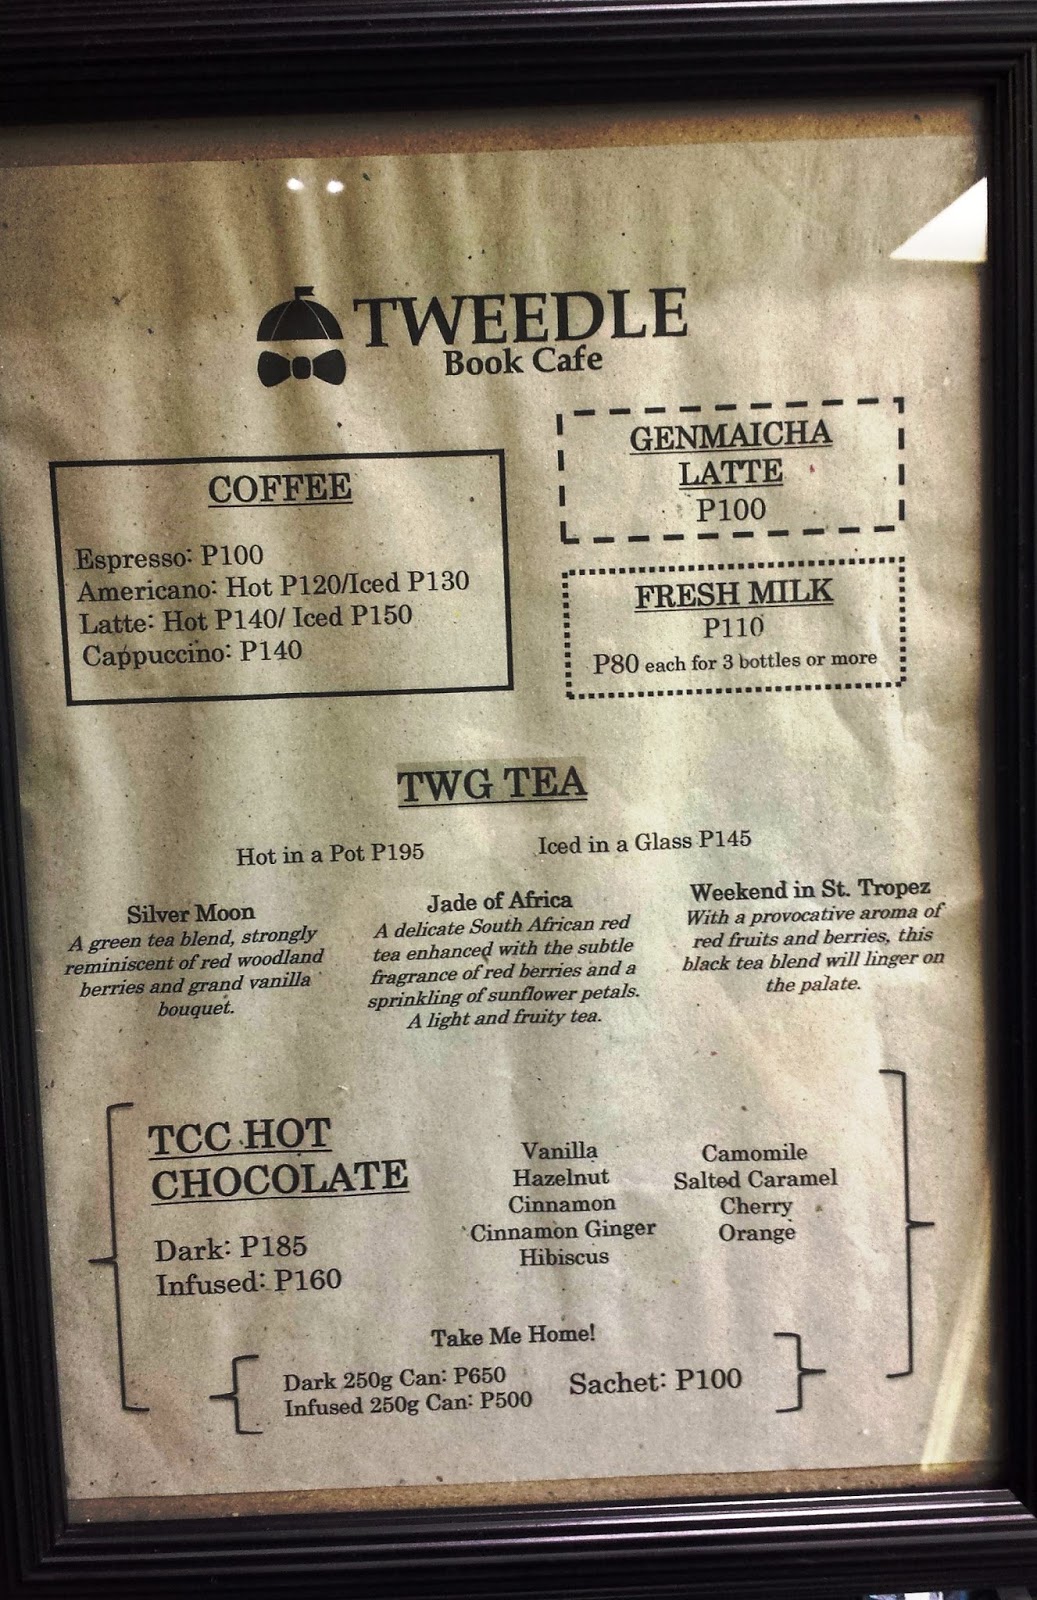 TWEEDLE
Book Cafe
COFFEE
Espresso: P100
Americano: Hot P120/Iced P130
Latte: Hot P140/ Iced P150
Cappuccino: P140
GENMAICHA
LATTE
P100
FRESH MILK
P110
P80 each for 3 bottles or more
TWG TEA
Hot in a Pot P195
Iced in a Glass P145
Silver Moon
A green tea blend, strongly
reminiscent of red woodland
berries and grand vanilla
bouquet.
Jade of Africa
A delicate South African red
tea enhanced with the subtle
fragrance of red berries and a
sprinkling of sunflower petals.
A light and fruity tea.
Weekend in St. Tropez
With a provocative aroma of
red fruits and berries, this
black tea blend will linger on
the palate.
TCC HOT
CHOCOLATE
Dark: P185
Infused: P160
Vanilla
Hazelnut
Cinnamon
Cinnamon Ginger
Hibiscus
Camomile
Salted Caramel
Cherry
Orange
Take Me Home!
Dark 250g Can: P650
Infused 250g Can: P500
Sachet: P100